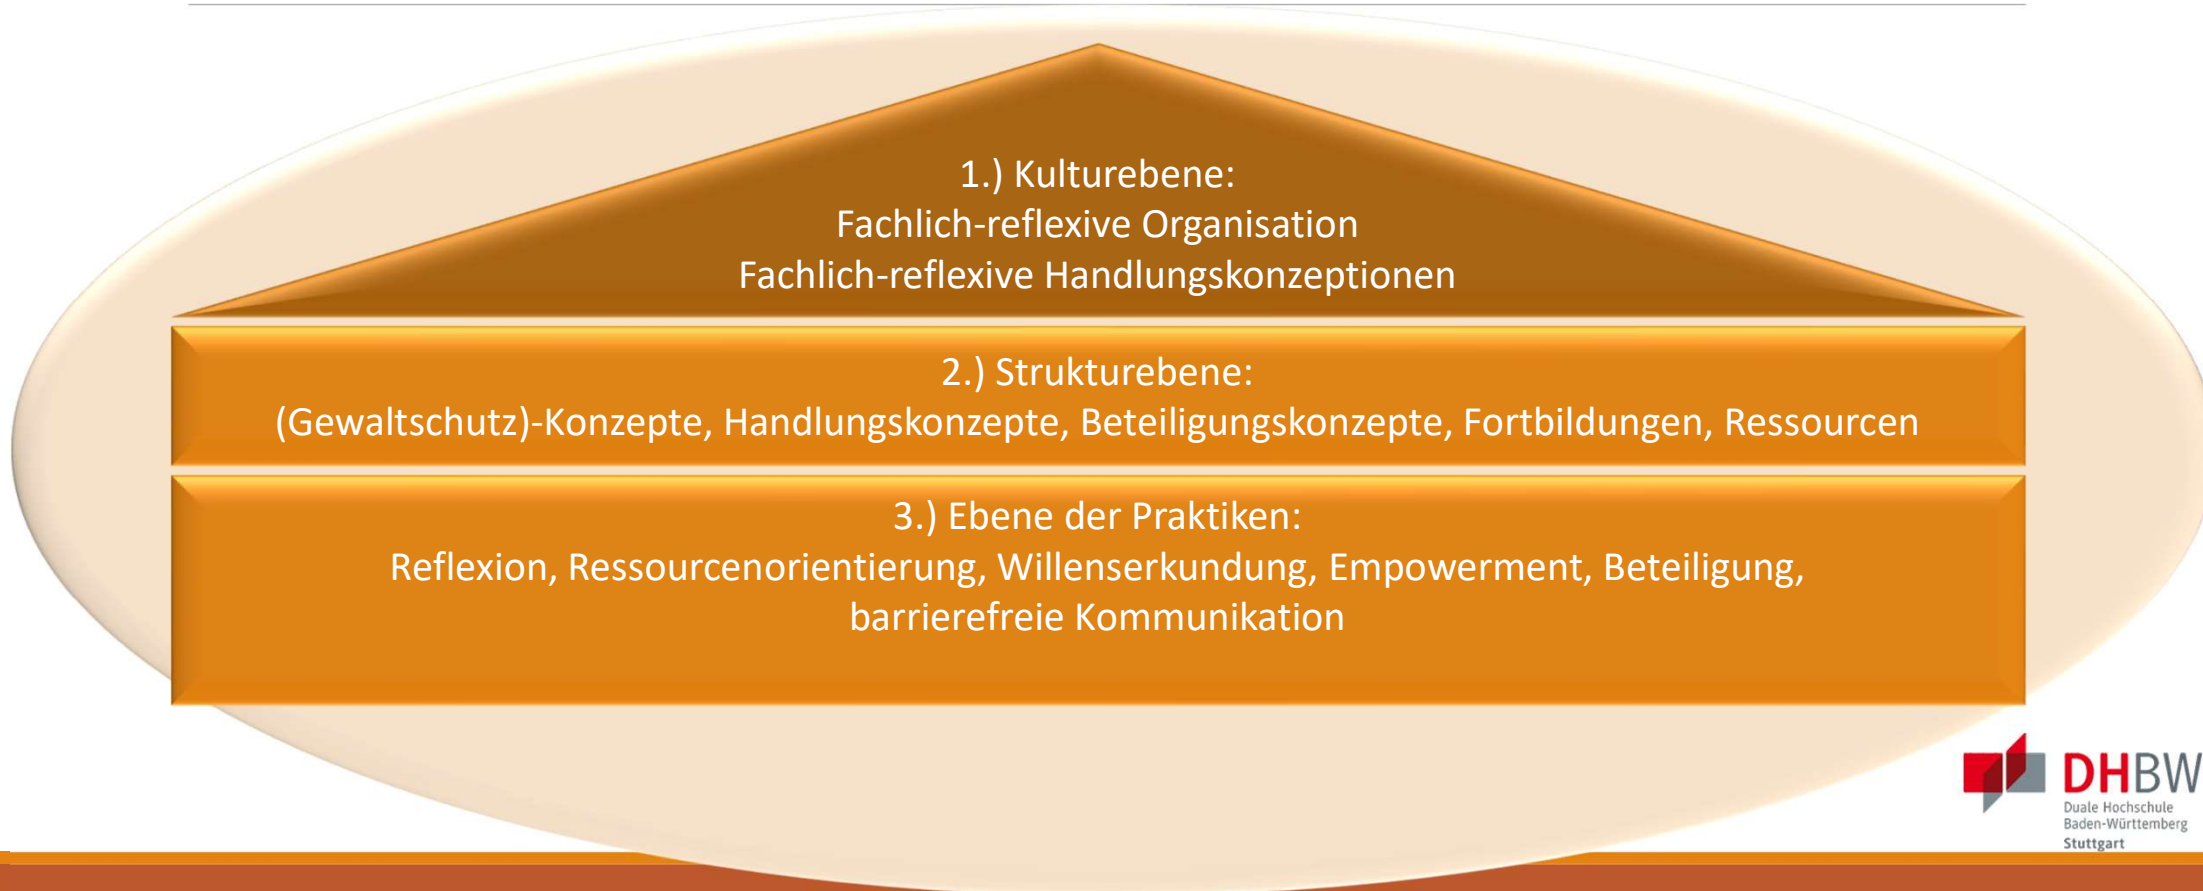 1.) Kulturebene:
Fachlich-reflexive Organisation
Fachlich-reflexive Handlungskonzeptionen
2.) Strukturebene:
(Gewaltschutz)-Konzepte, Handlungskonzepte, Beteiligungskonzepte, Fortbildungen, Ressourcen
3.) Ebene der Praktiken:
Reflexion, Ressourcenorientierung, Willenserkundung, Empowerment, Beteiligung,
barrierefreie Kommunikation
DHBW
Duale Hochschule
Baden-Württemberg
Stuttgart